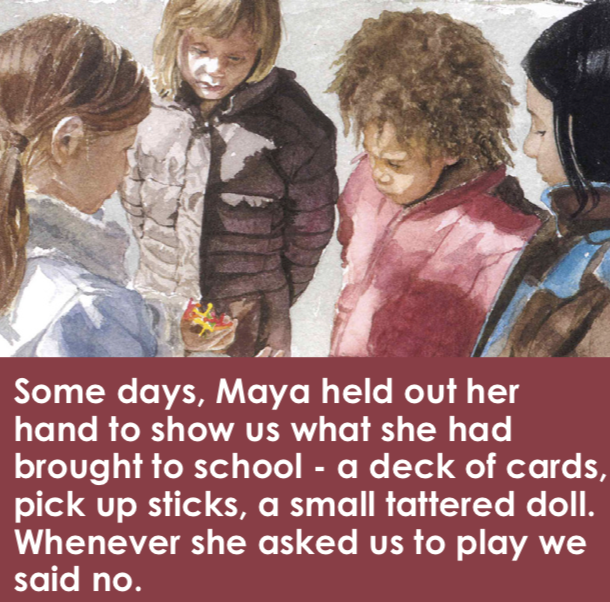 Some days, Maya held out her
hand to show us what she had
brought to school - a deck of cards,
pick up sticks, a small tattered doll.
Whenever she asked us to play we
said no.